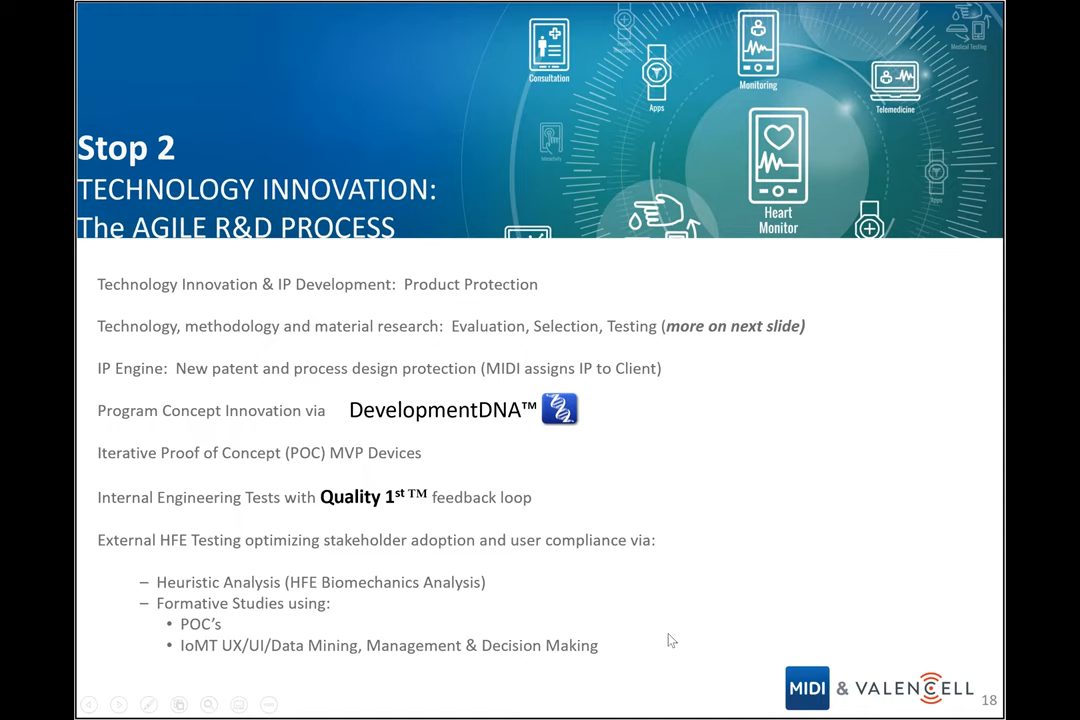 Consultation
Apps
Monitoring
Telemedicine
Medical Testing
Interactivity
Apps
Heart
Monitor
Stop 2
TECHNOLOGY INNOVATION:
The AGILE R&D PROCESS
Technology Innovation & IP Development: Product Protection
Technology, methodology and material research: Evaluation, Selection, Testing (more on next slide)
IP Engine: New patent and process design protection (MIDI assigns IP to Client)
Program Concept Innovation via DevelopmentDNA™
Iterative Proof of Concept (POC) MVP Devices
Internal Engineering Tests with Quality 1st ™ feedback loop
External HFE Testing optimizing stakeholder adoption and user compliance via:
– Heuristic Analysis (HFE Biomechanics Analysis)
– Formative Studies using:
• POC's
• IoMT UX/UI/Data Mining, Management & Decision Making
MIDI & VALENCELL
18